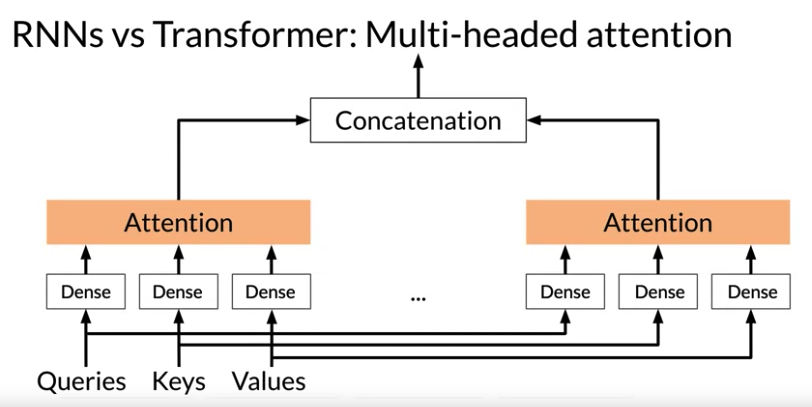 RNNs vs Transformer: Multi-headed attention
Concatenation
Attention Attention
Dense Dense Dense ... Dense Dense Dense
Queries Keys Values